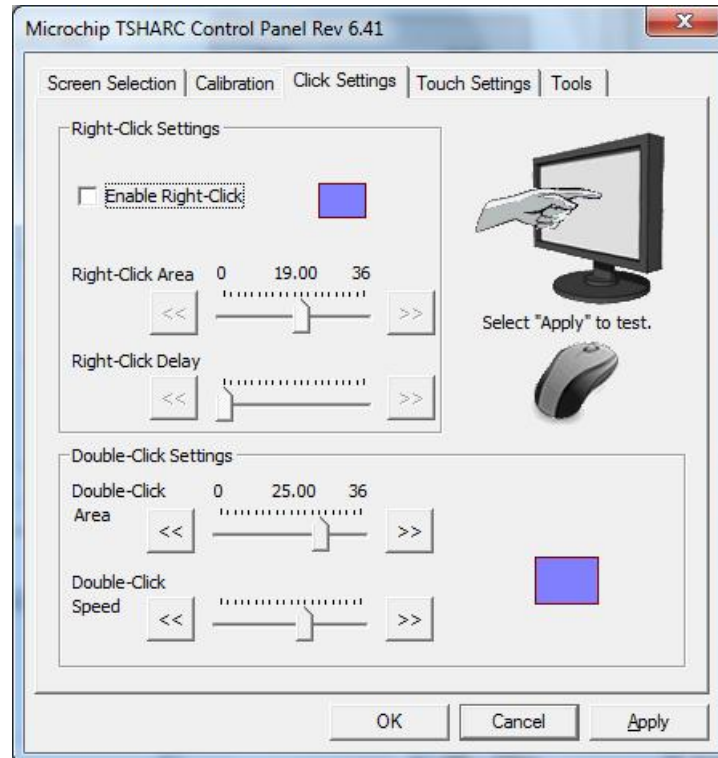 Microchip TSHARC Control Panel Rev 6.41
X
Screen Selection Calibration Click Settings Touch Settings Tools
Right-Click Settings
Enable Right-Click
Right-Click Area 0 19.00 36
<< >>
Select "Apply" to test.
Right-Click Delay
<< >>
Double-Click Settings
Double-Click 0 25.00 36
Area
<< >>
Double-Click
Speed
<< >>
OK Cancel Apply